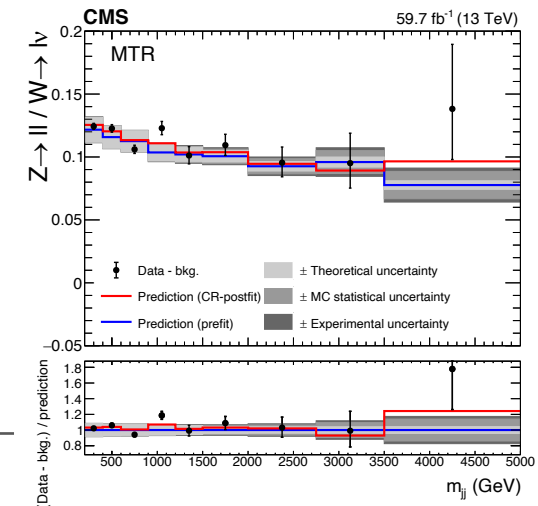 CMS
59.7 fb⁻¹ (13 TeV)
MTR
Z→ ll / W→ lν
0.2
0.15
0.1
0.05
0
−0.05
Data - bkg.
Prediction (CR-postfit)
Prediction (prefit)
± Theoretical uncertainty
± MC statistical uncertainty
± Experimental uncertainty
(Data - bkg.) / prediction
1.8
1.6
1.4
1.2
1
0.8
500 1000 1500 2000 2500 3000 3500 4000 4500 5000
m_jj (GeV)